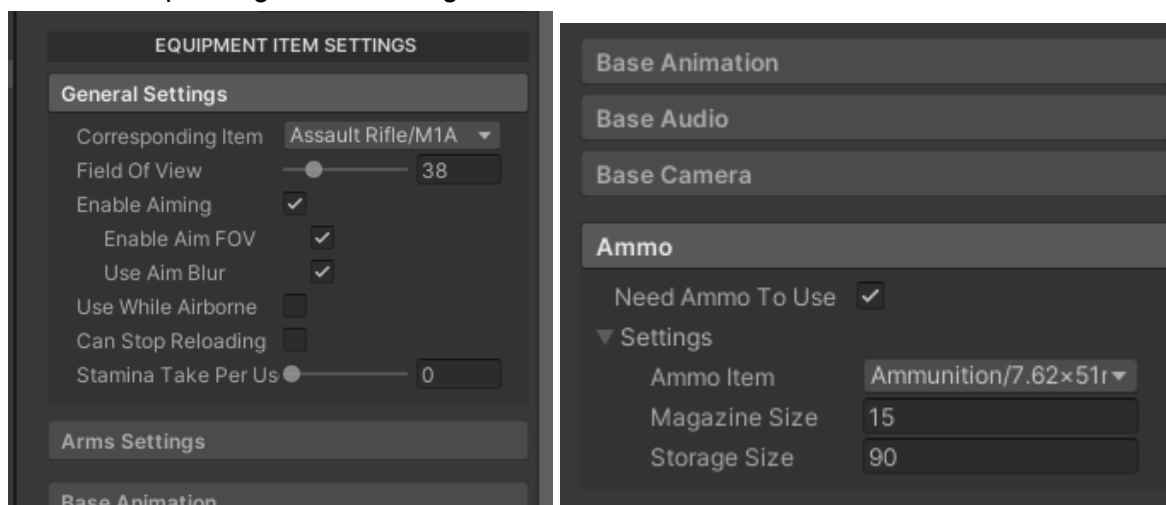 EQUIPMENT ITEM SETTINGS
General Settings
Corresponding Item Assault Rifle/M1A
Field Of View 38
Enable Aiming
Enable Aim FOV
Use Aim Blur
Use While Airborne
Can Stop Reloading
Stamina Take Per Us 0
Arms Settings
Base Animation
Base Animation
Base Audio
Base Camera
Ammo
Need Ammo To Use
Settings
Ammo Item Ammunition/7.62×51r
Magazine Size 15
Storage Size 90